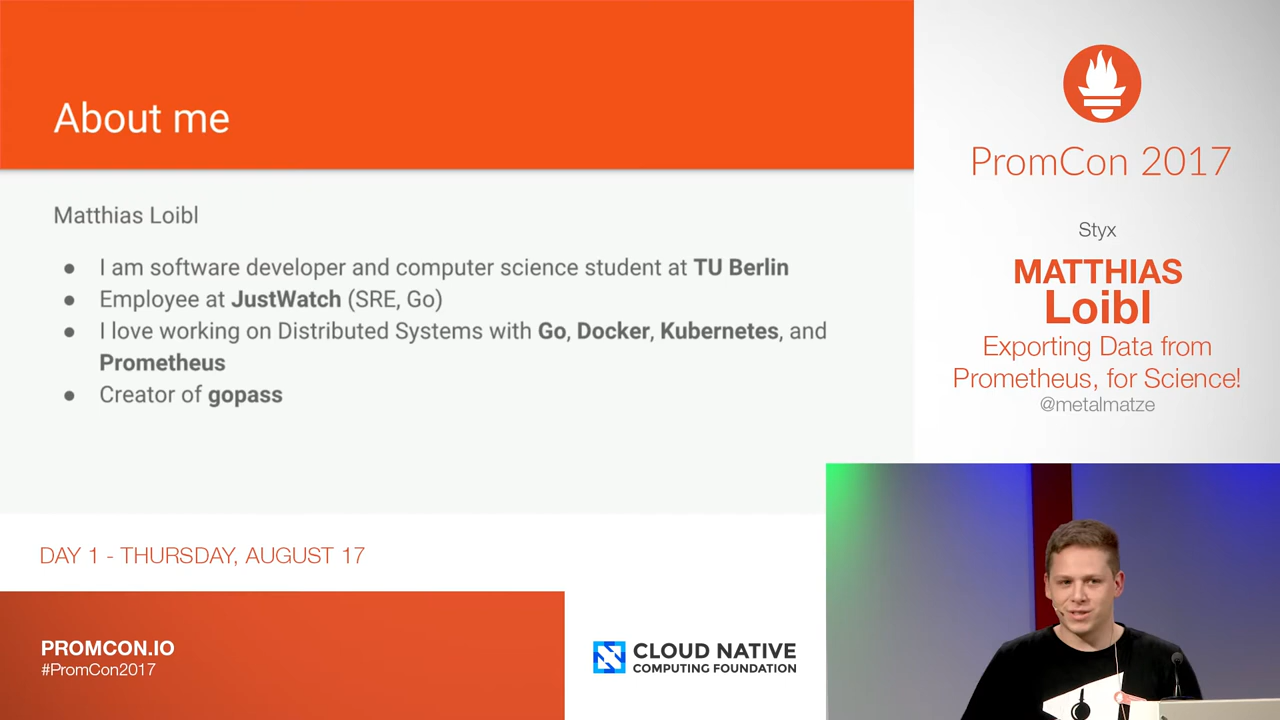 About me
Matthias Loibl
● I am software developer and computer science student at TU Berlin
● Employee at JustWatch (SRE, Go)
● I love working on Distributed Systems with Go, Docker, Kubernetes, and
Prometheus
● Creator of gopass
PromCon 2017
Styx
MATTHIAS
Loibl
Exporting Data from
Prometheus, for Science!
@metalmatze
DAY 1 - THURSDAY, AUGUST 17
PROMCON.IO
#PromCon2017
CLOUD NATIVE
COMPUTING FOUNDATION